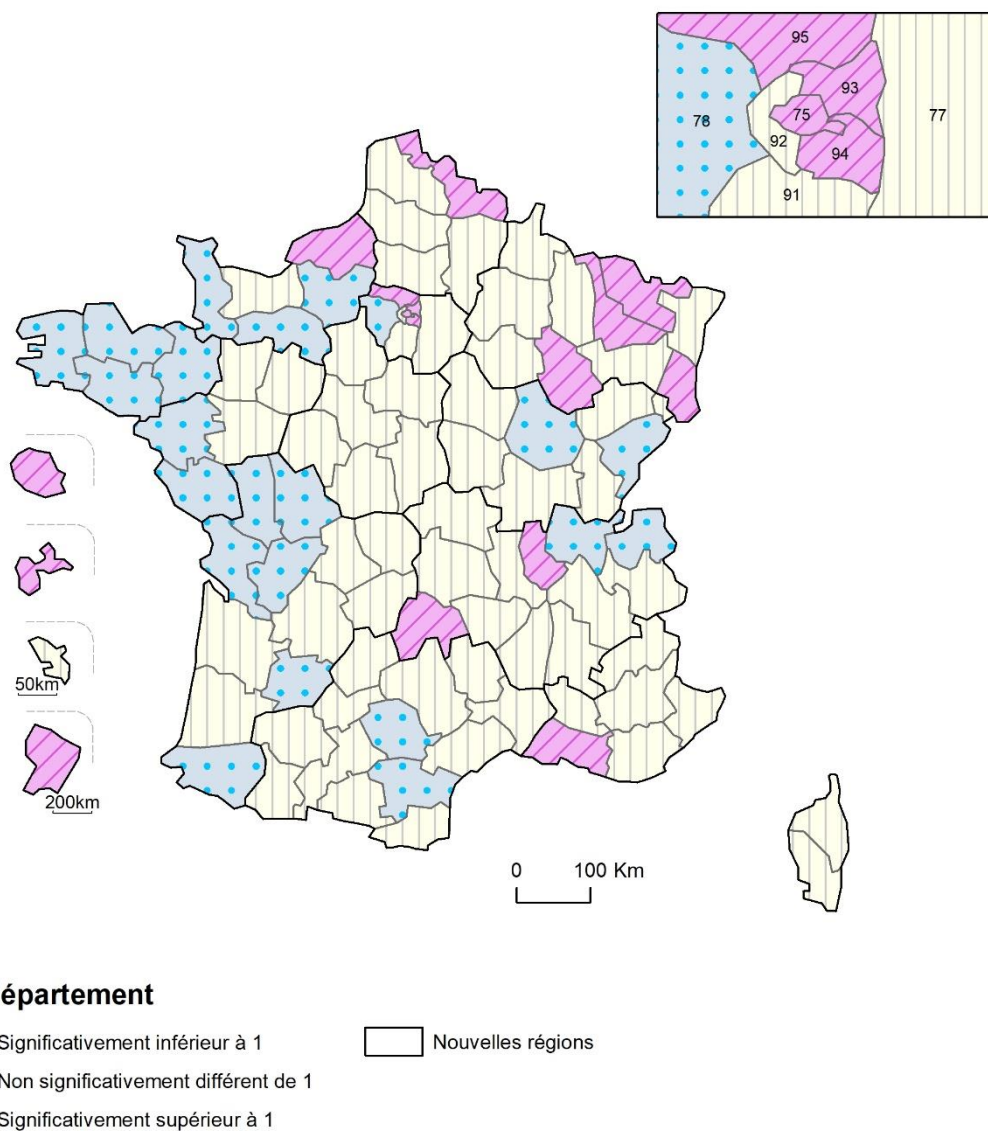 95
93
77
78
75
92
94
91
50km
200km
0 100 Km
épartement
Significativement inférieur à 1
Nouvelles régions
Non significativement différent de 1
Significativement supérieur à 1